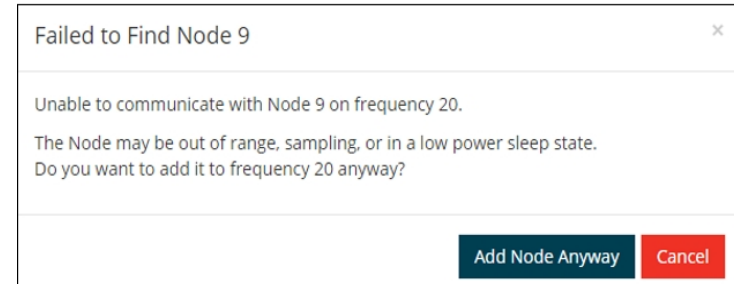 Failed to Find Node 9
×
Unable to communicate with Node 9 on frequency 20.
The Node may be out of range, sampling, or in a low power sleep state.
Do you want to add it to frequency 20 anyway?
Add Node Anyway Cancel